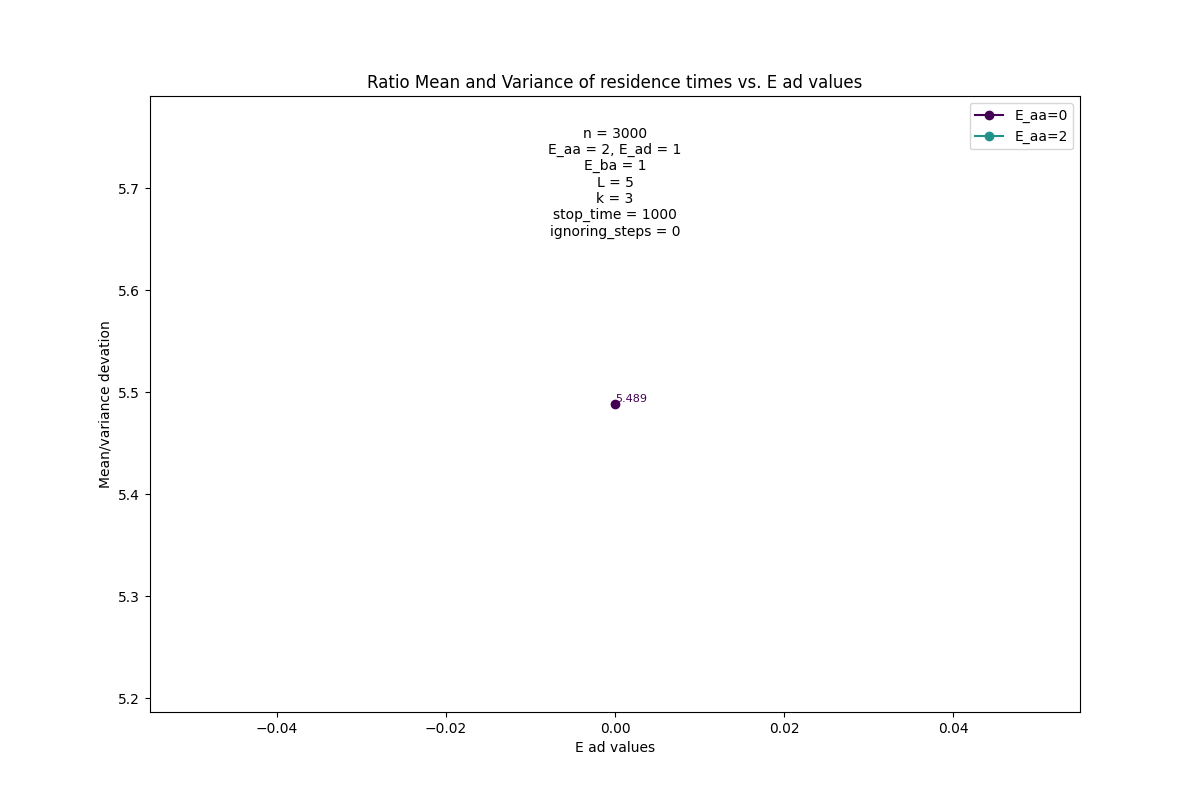 Ratio Mean and Variance of residence times vs. E ad values
E_aa=0
E_aa=2
n = 3000
E_aa = 2, E_ad = 1
E_ba = 1
L = 5
k = 3
stop_time = 1000
ignoring_steps = 0
5.7
5.6
5.5
5.4
5.3
5.2
Mean/variance devation
5.489
−0.04
−0.02
0.00
0.02
0.04
E ad values